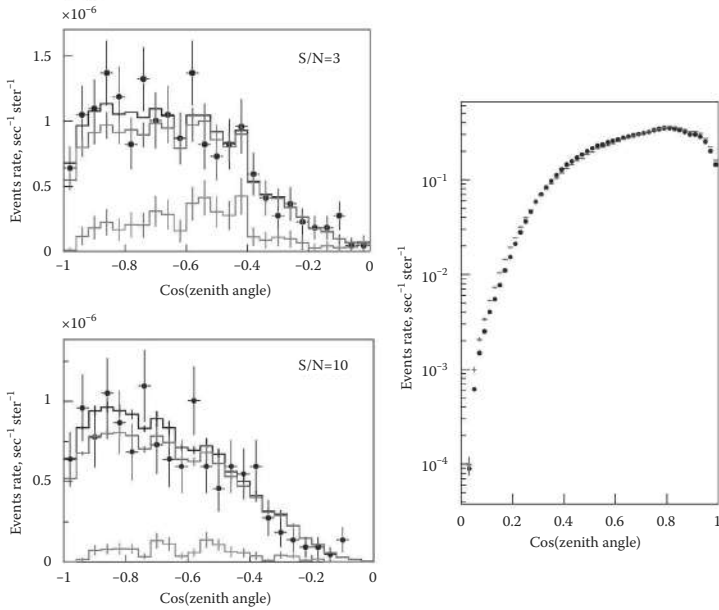 ×10⁻⁶
S/N=3
1.5
1
0.5
0
Events rate, sec⁻¹ ster⁻¹
−1 −0.8 −0.6 −0.4 −0.2 0
Cos(zenith angle)
×10⁻⁶
S/N=10
1
0.5
0
Events rate, sec⁻¹ ster⁻¹
−1 −0.8 −0.6 −0.4 −0.2 0
Cos(zenith angle)
10⁻¹
10⁻²
10⁻³
10⁻⁴
Events rate, sec⁻¹ ster⁻¹
0 0.2 0.4 0.6 0.8 1
Cos(zenith angle)